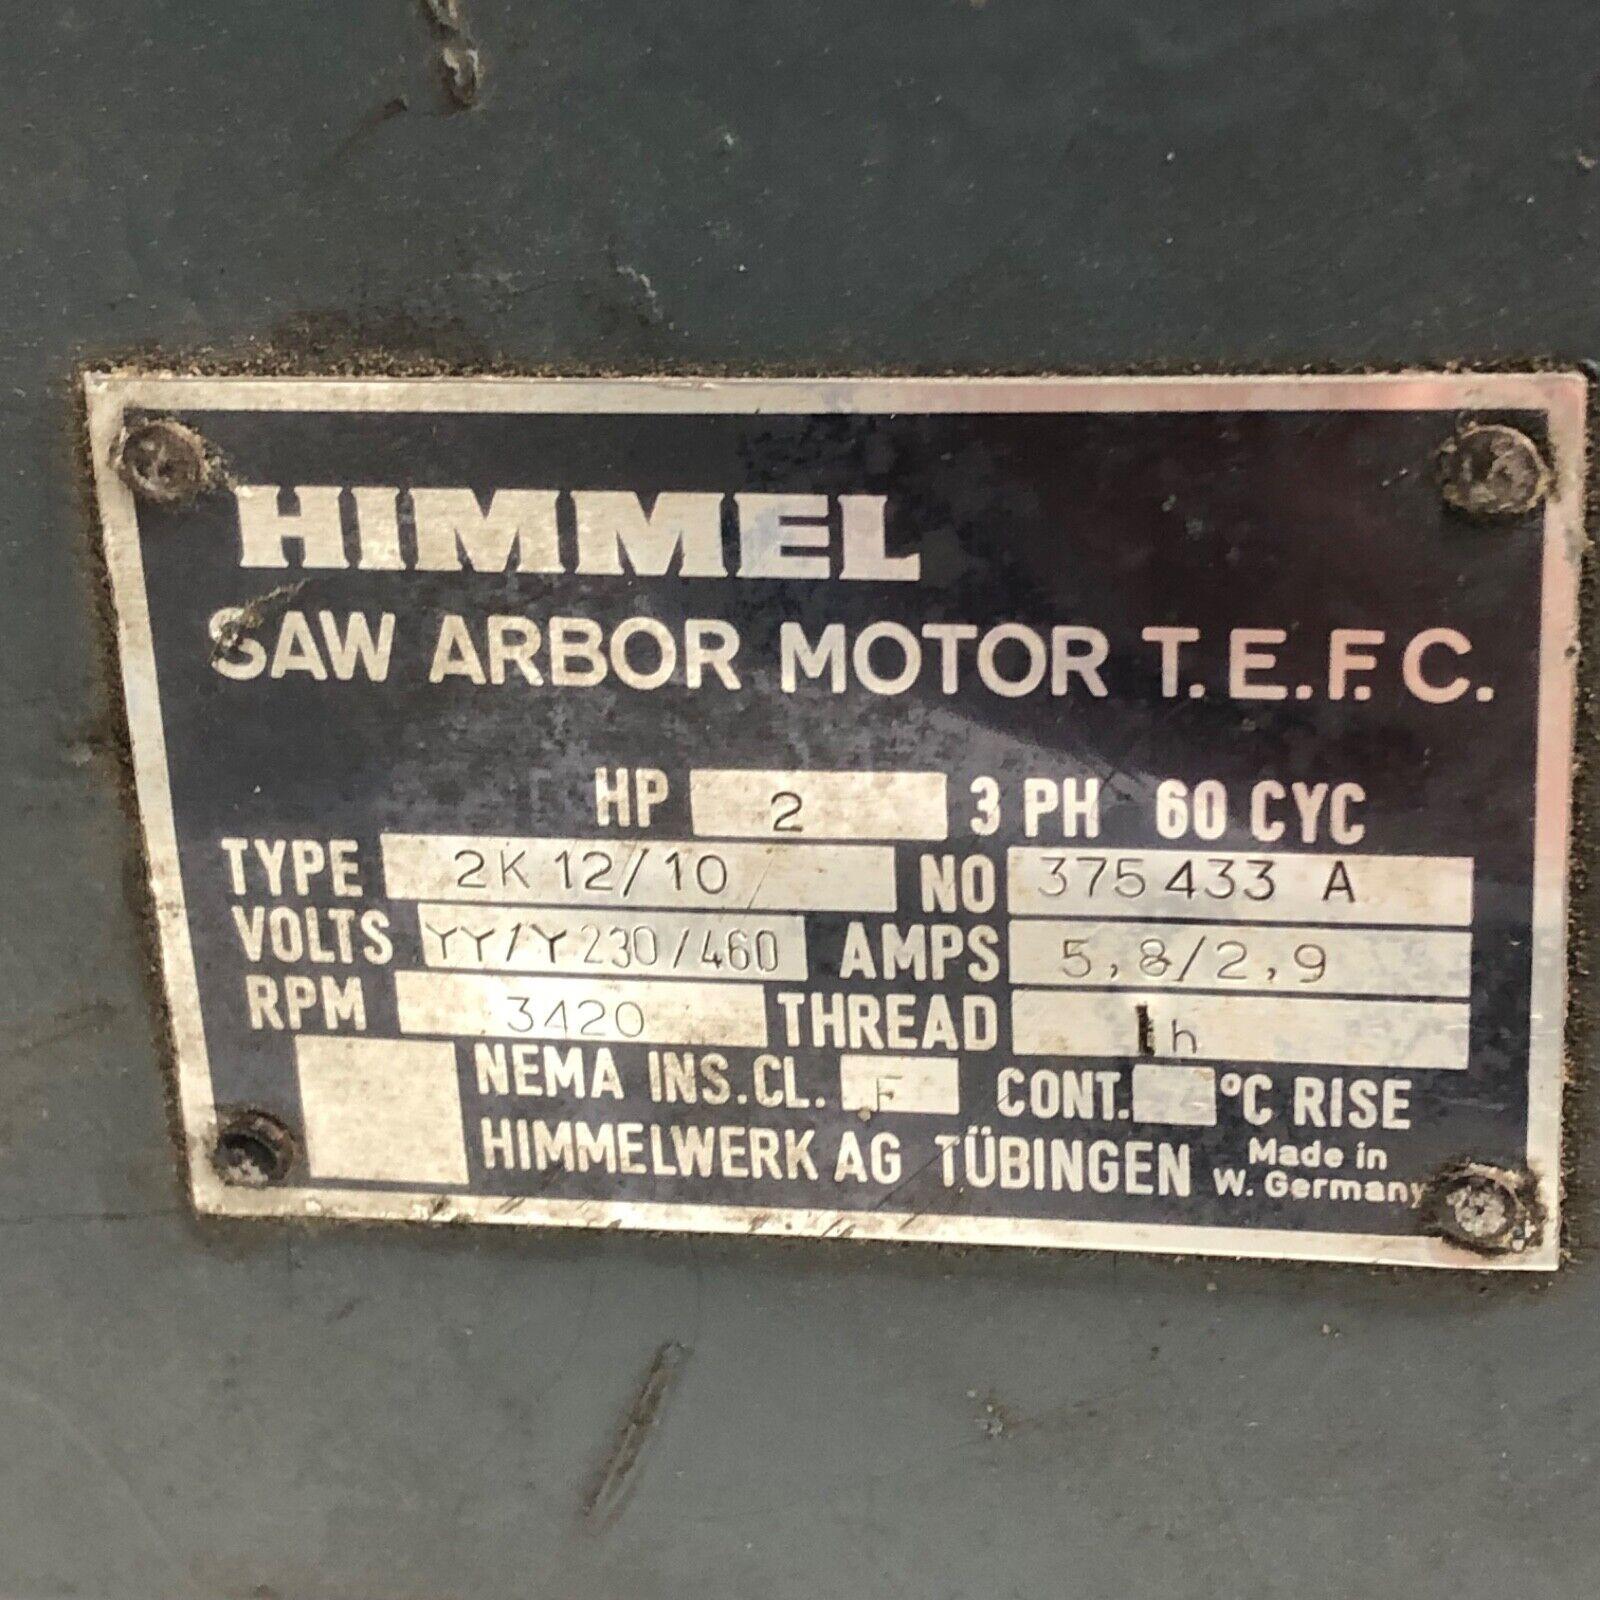 HIMMEL
SAW ARBOR MOTOR T.E.F.C.
HP 2 3 PH 60 CYC
TYPE 2K 12/10 NO 375433 A
VOLTS YY/Y 230/460 AMPS 5,8/2,9
RPM 3420 THREAD lh
NEMA INS.CL. F CONT. °C RISE
HIMMELWERK AG TÜBINGEN Made in
W. Germany